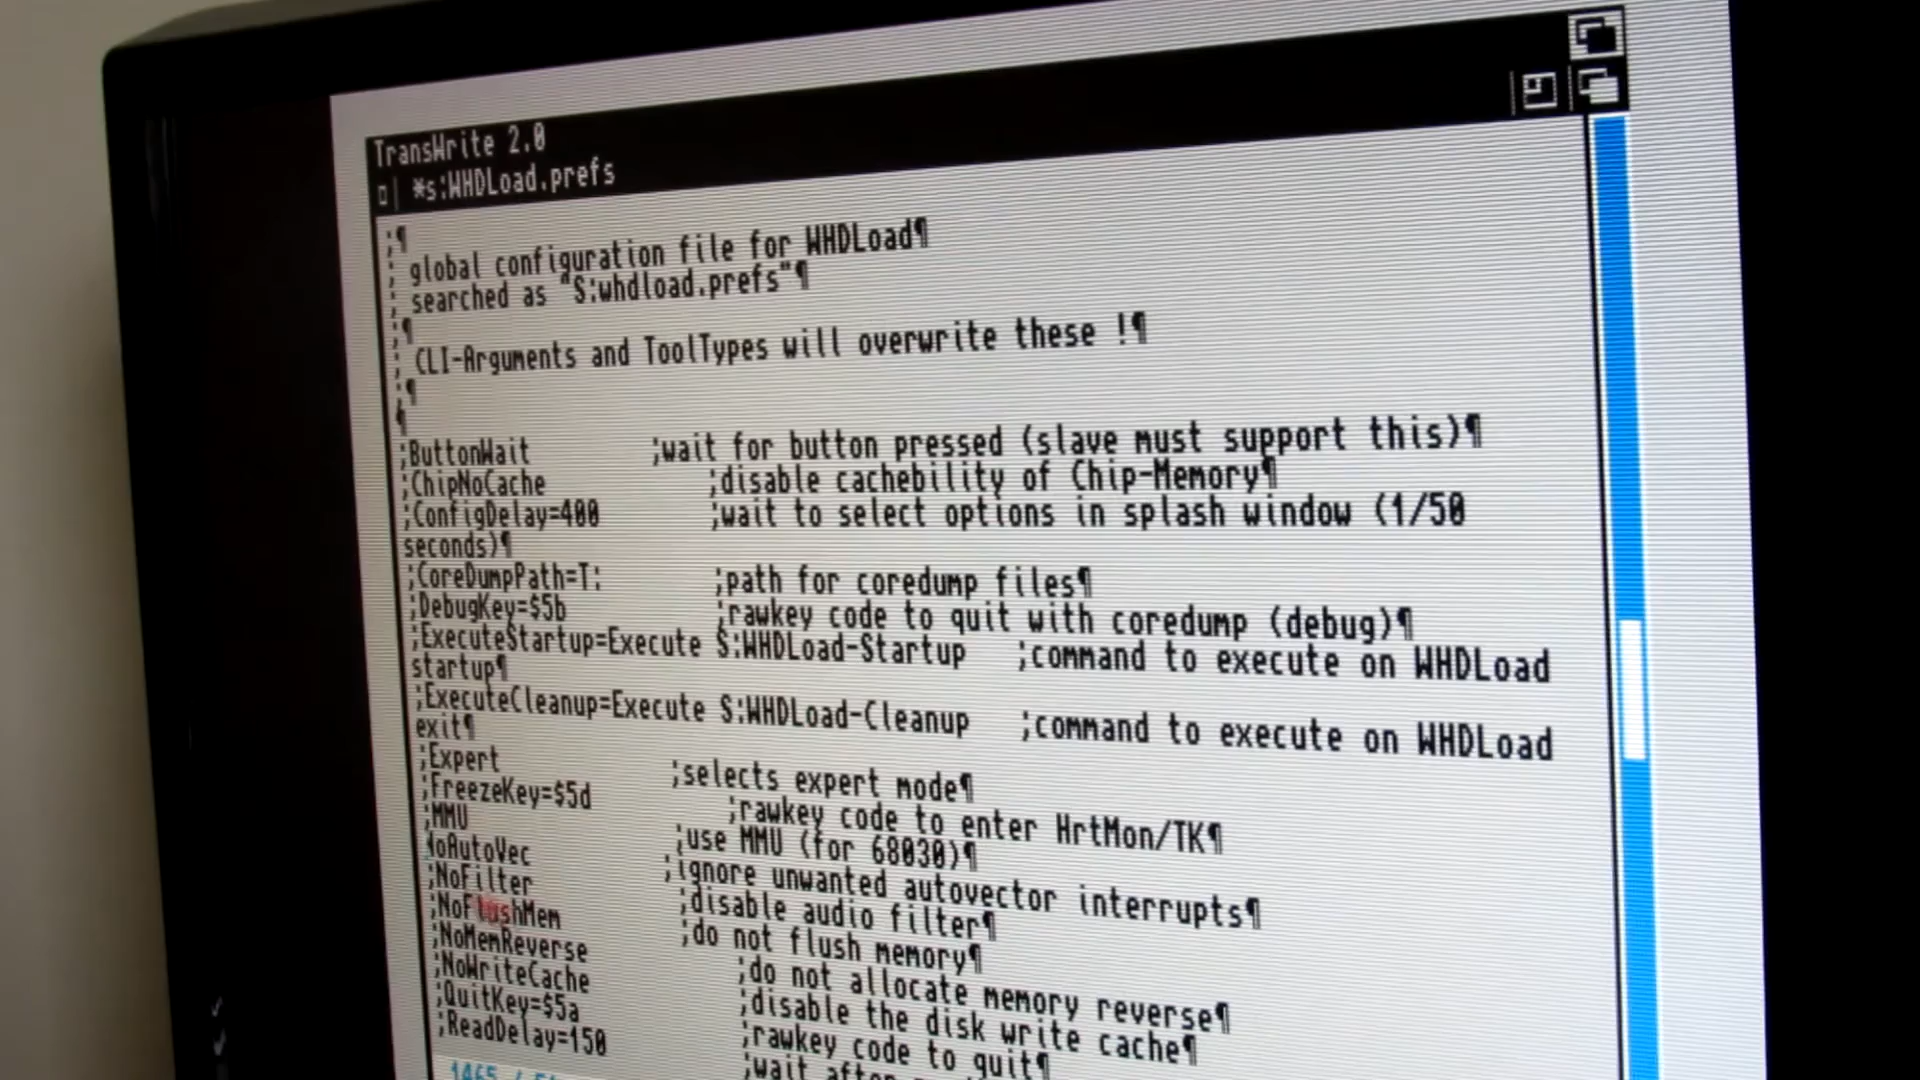 TransWrite 2.0
*s:WHDLoad.prefs
;¶
; global configuration file for WHDLoad¶
; searched as "S:whdload.prefs"¶
;¶
; CLI-Arguments and ToolTypes will overwrite these !¶
;¶
¶
;ButtonWait ;wait for button pressed (slave must support this)¶
;ChipNoCache ;disable cachebility of Chip-Memory¶
;ConfigDelay=400 ;wait to select options in splash window (1/50
seconds)¶
;CoreDumpPath=T: ;path for coredump files¶
;DebugKey=$5b ;rawkey code to quit with coredump (debug)¶
;ExecuteStartup=Execute S:WHDLoad-Startup ;command to execute on WHDLoad
startup¶
;ExecuteCleanup=Execute S:WHDLoad-Cleanup ;command to execute on WHDLoad
exit¶
;Expert ;selects expert mode¶
;FreezeKey=$5d ;rawkey code to enter HrtMon/TK¶
;MMU ;use MMU (for 68030)¶
NoAutoVec ;ignore unwanted autovector interrupts¶
;NoFilter ;disable audio filter¶
;NoFlushMem ;do not flush memory¶
;NoMemReverse ;do not allocate memory reverse¶
;NoWriteCache ;disable the disk write cache¶
;QuitKey=$5a ;rawkey code to quit¶
;ReadDelay=150 ;wait after
1465 /